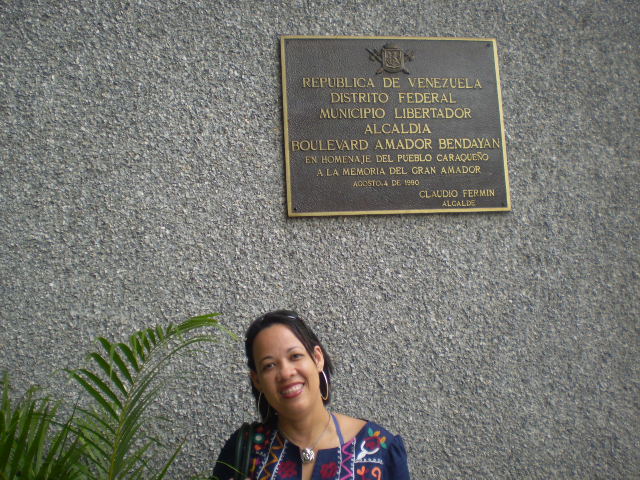 REPUBLICA DE VENEZUELA
DISTRITO FEDERAL
MUNICIPIO LIBERTADOR
ALCALDIA
BOULEVARD AMADOR BENDAYAN
EN HOMENAJE DEL PUEBLO CARAQUEÑO
A LA MEMORIA DEL GRAN AMADOR
AGOSTO,4 DE 1990
CLAUDIO FERMIN
ALCALDE